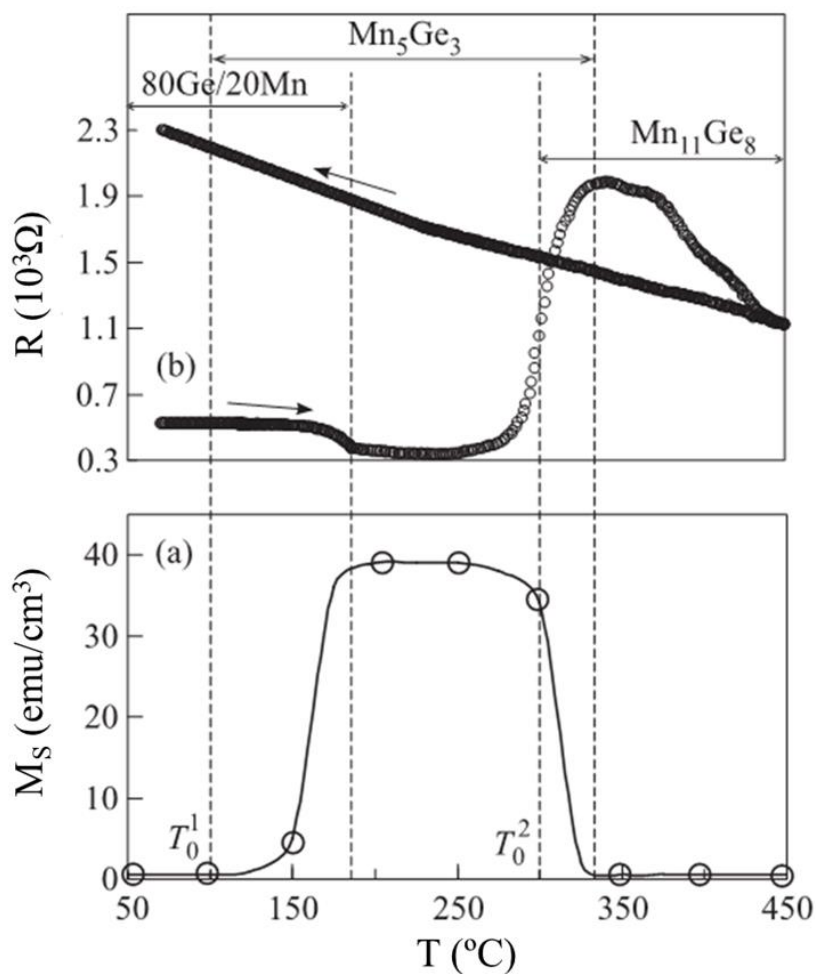 Mn₅Ge₃
80Ge/20Mn
Mn₁₁Ge₈
2.3
1.9
1.5
1.1
0.7
0.3
R (10³Ω)
(b)
(a)
40
30
20
10
0
M_S (emu/cm³)
T₀¹
T₀²
50 150 250 350 450
T (ºC)